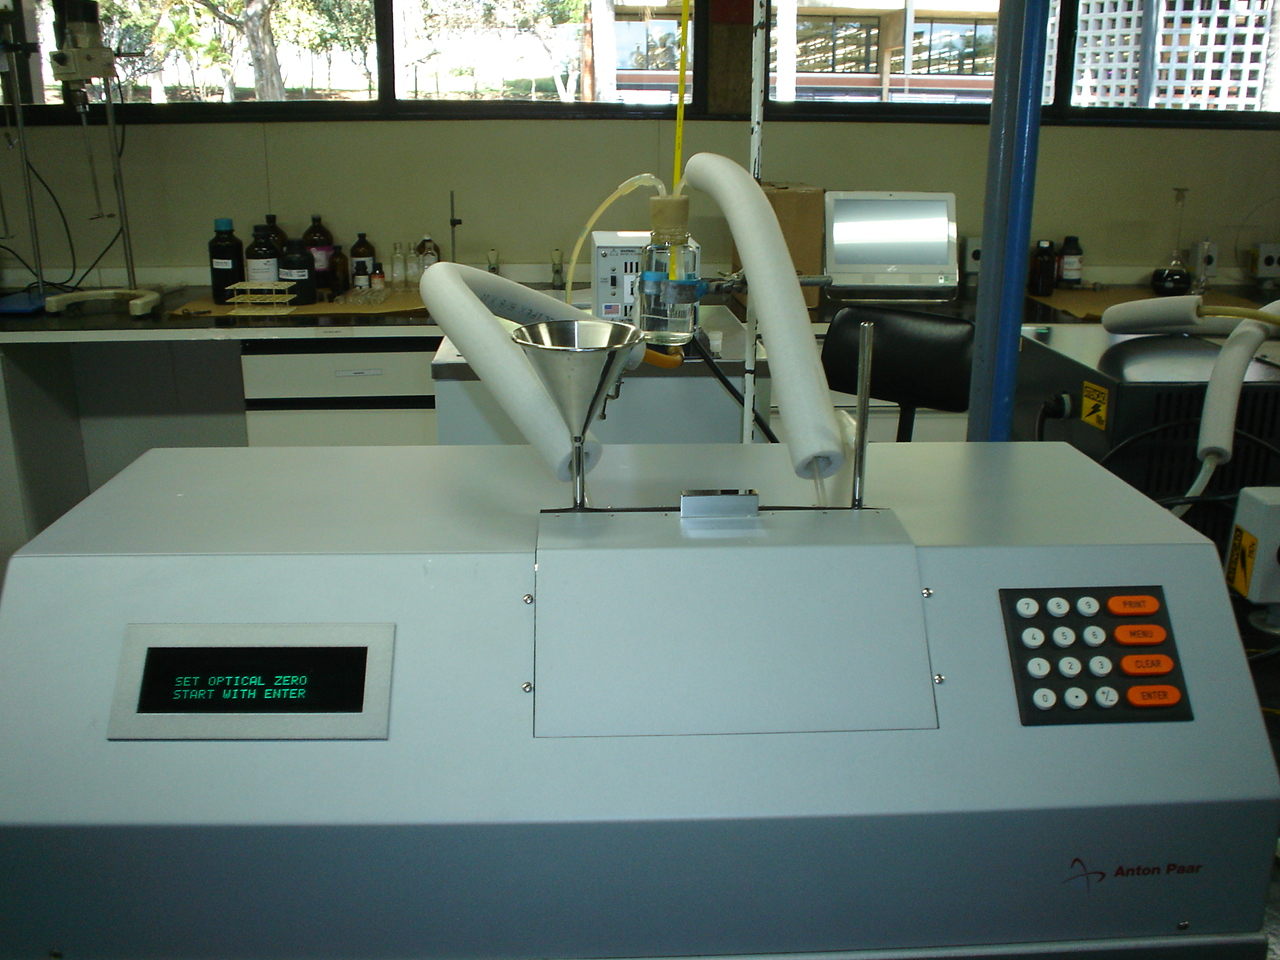 SET OPTICAL ZERO
START WITH ENTER
7 8 9 PRINT
4 5 6 MENU
1 2 3 CLEAR
0 • +/- ENTER
Anton Paar